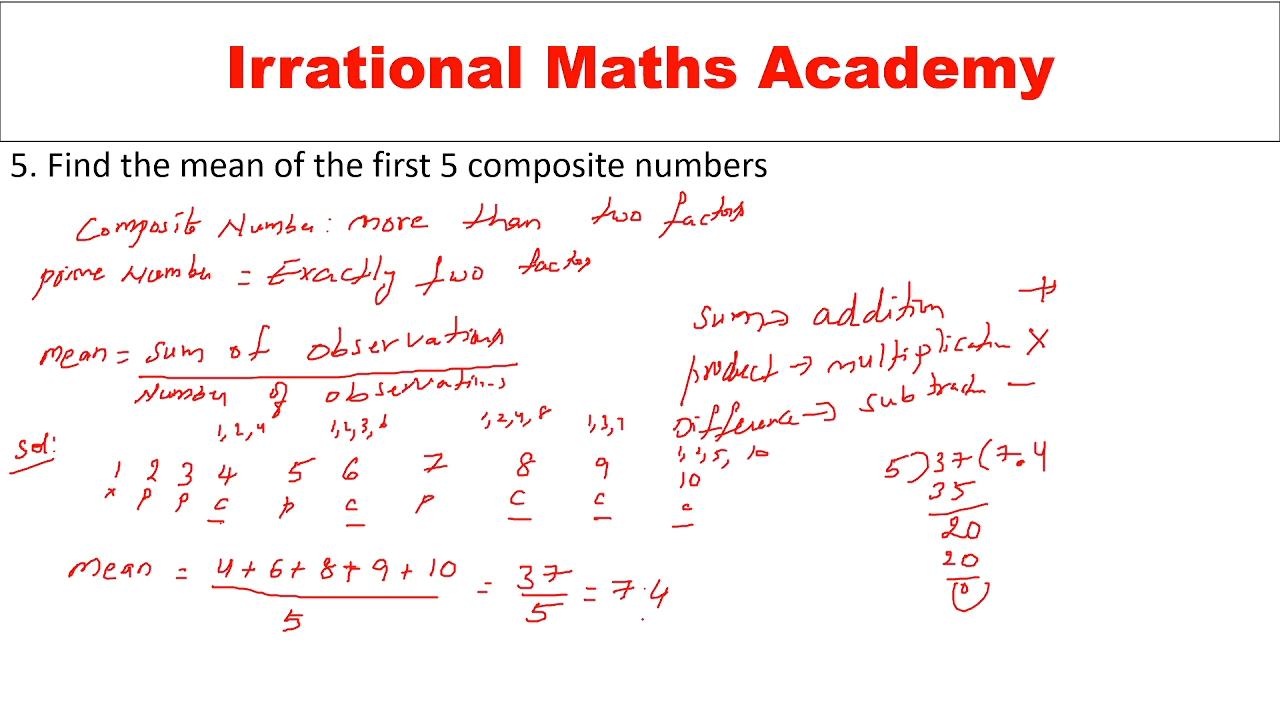 Irrational Maths Academy
5. Find the mean of the first 5 composite numbers
Composite Number: more than two factors
prime Number = Exactly two factors
mean = sum of observations
Number of observations
sum → addition +
product → multiplication X
Difference → subtract –
Sol:
1,2,4 1,2,3,6 1,2,4,8 1,3,7 1,2,5,10
1 2 3 4 5 6 7 8 9 10
x p p c p c p c c c
5)37(7.4
35
20
20
0
mean = 4+6+8+9+10 = 37 = 7.4
5 5